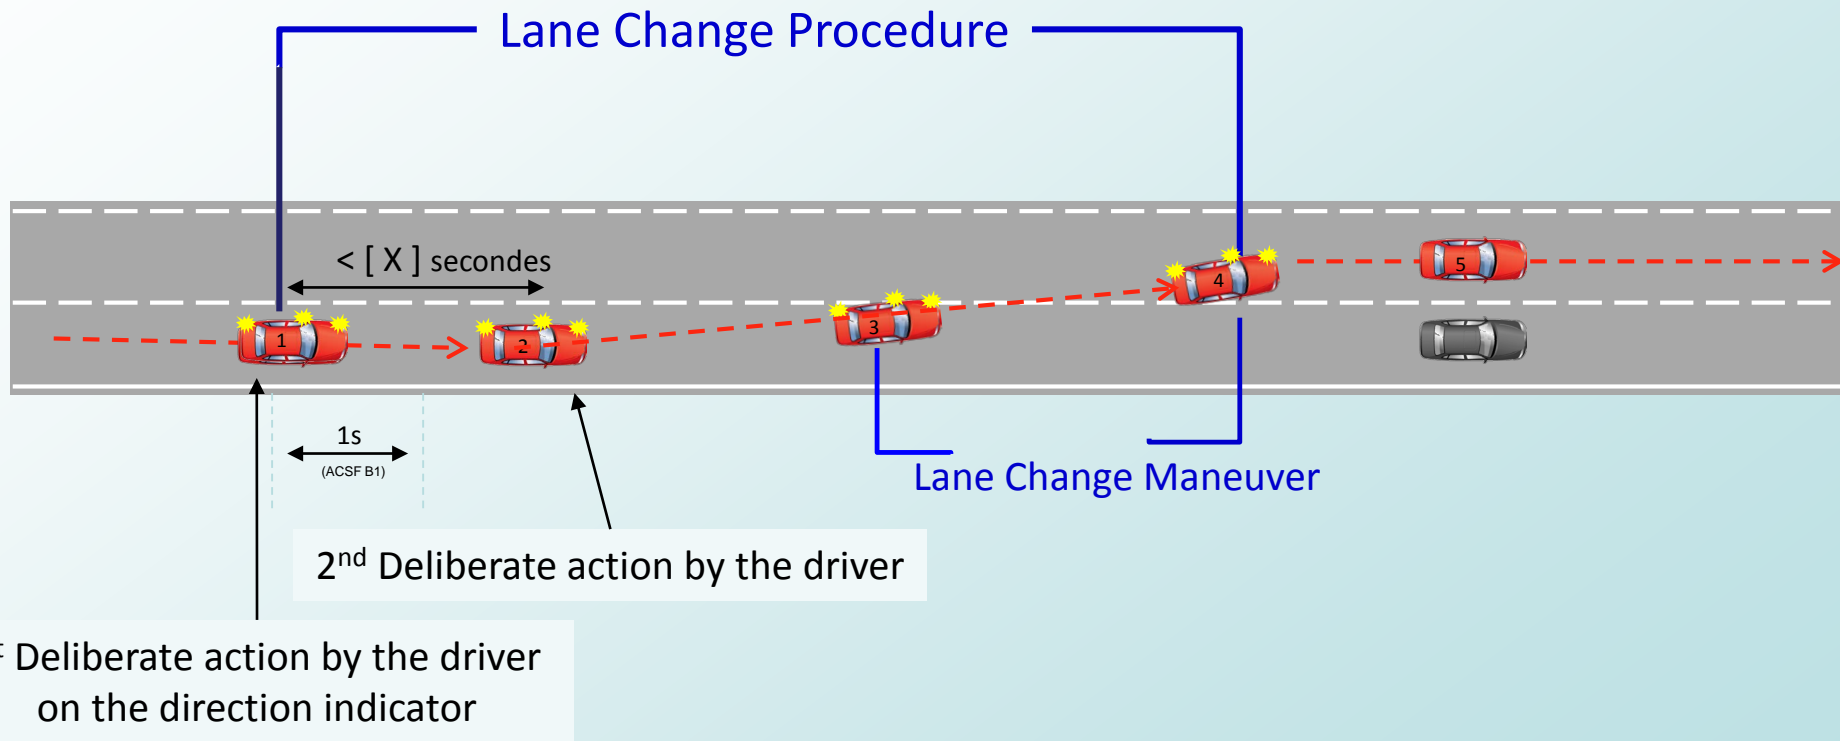 Lane Change Procedure
< [ X ] secondes
1
2
3
4
5
1s
(ACSF B1)
Lane Change Maneuver
2nd Deliberate action by the driver
Deliberate action by the driver
on the direction indicator